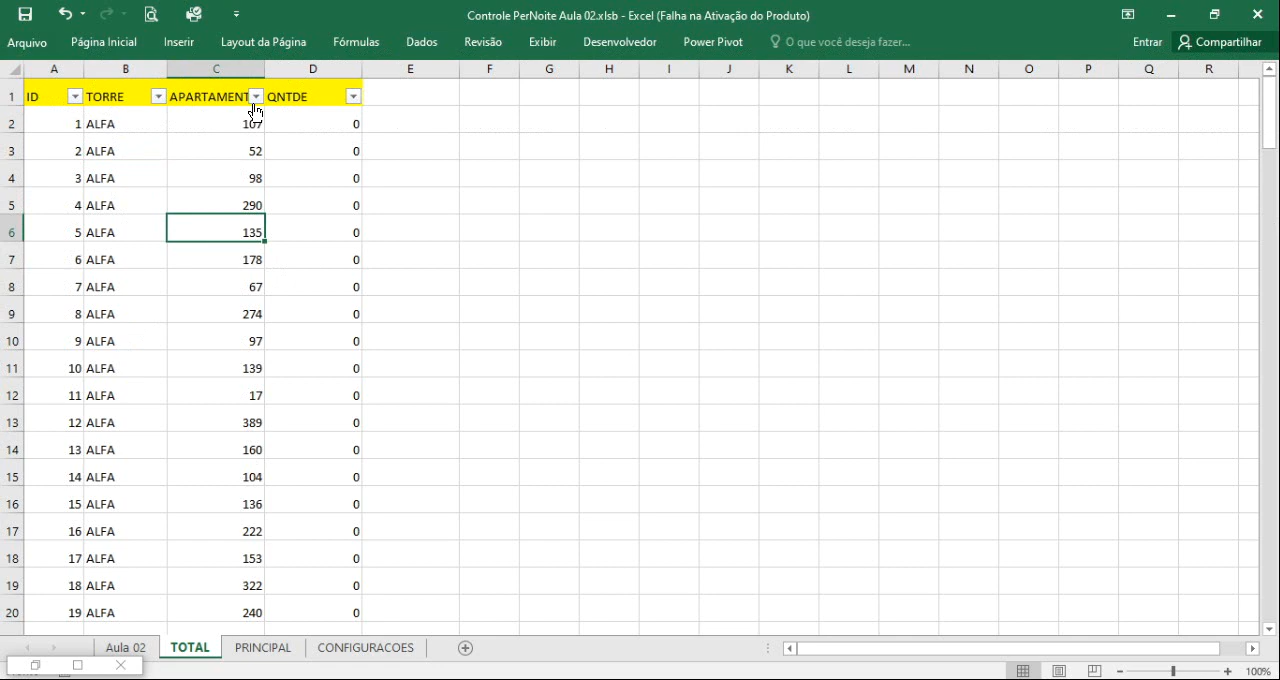 Controle PerNoite Aula 02.xlsb - Excel (Falha na Ativação do Produto)
Arquivo Página Inicial Inserir Layout da Página Fórmulas Dados Revisão Exibir Desenvolvedor Power Pivot O que você deseja fazer... Entrar Compartilhar
A B C D E F G H I J K L M N O P Q R
1 ID TORRE APARTAMENT QNTDE
2 1 ALFA 107 0
3 2 ALFA 52 0
4 3 ALFA 98 0
5 4 ALFA 290 0
6 5 ALFA 135 0
7 6 ALFA 178 0
8 7 ALFA 67 0
9 8 ALFA 274 0
10 9 ALFA 97 0
11 10 ALFA 139 0
12 11 ALFA 17 0
13 12 ALFA 389 0
14 13 ALFA 160 0
15 14 ALFA 104 0
16 15 ALFA 136 0
17 16 ALFA 222 0
18 17 ALFA 153 0
19 18 ALFA 322 0
20 19 ALFA 240 0
Aula 02 TOTAL PRINCIPAL CONFIGURACOES
100%